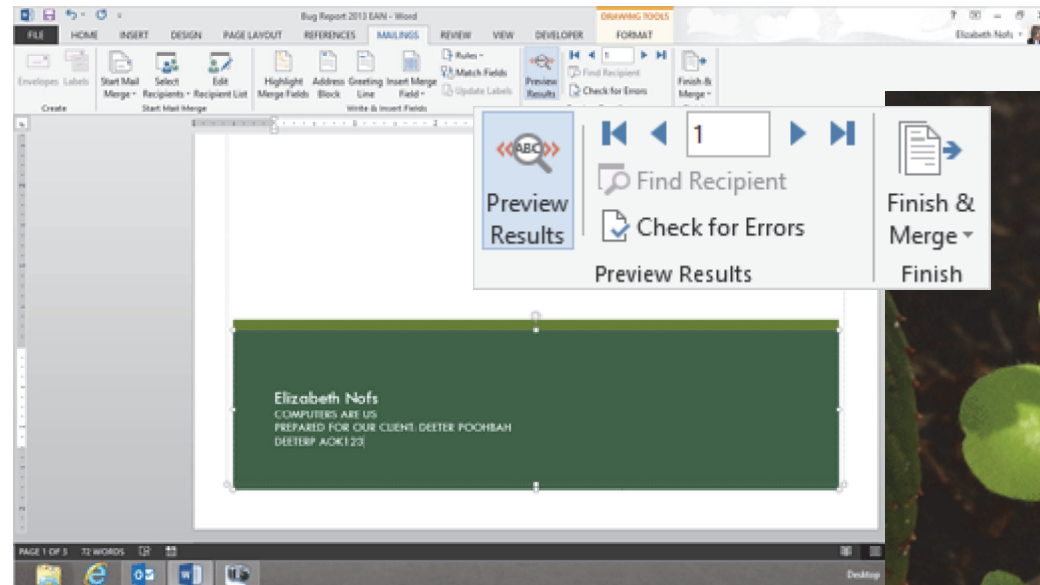 Bug Report 2013 EAN - Word
DRAWING TOOLS
FILE HOME INSERT DESIGN PAGE LAYOUT REFERENCES MAILINGS REVIEW VIEW DEVELOPER FORMAT
Elizabeth Nofs
Envelopes Labels
Start Mail Merge
Select Recipients
Edit Recipient List
Highlight Merge Fields
Address Block
Greeting Line
Insert Merge Field
Rules
Match Fields
Update Labels
Preview Results
1
Find Recipient
Check for Errors
Finish & Merge
Create
Start Mail Merge
Write & Insert Fields
«ABC»
Preview
Results
1
Find Recipient
Check for Errors
Preview Results
Finish &
Merge
Finish
Elizabeth Nofs
COMPUTERS ARE US
PREPARED FOR OUR CLIENT: DEETER POOHBAH
DEETERP AOK123
PAGE 1 OF 3 72 WORDS
Desktop